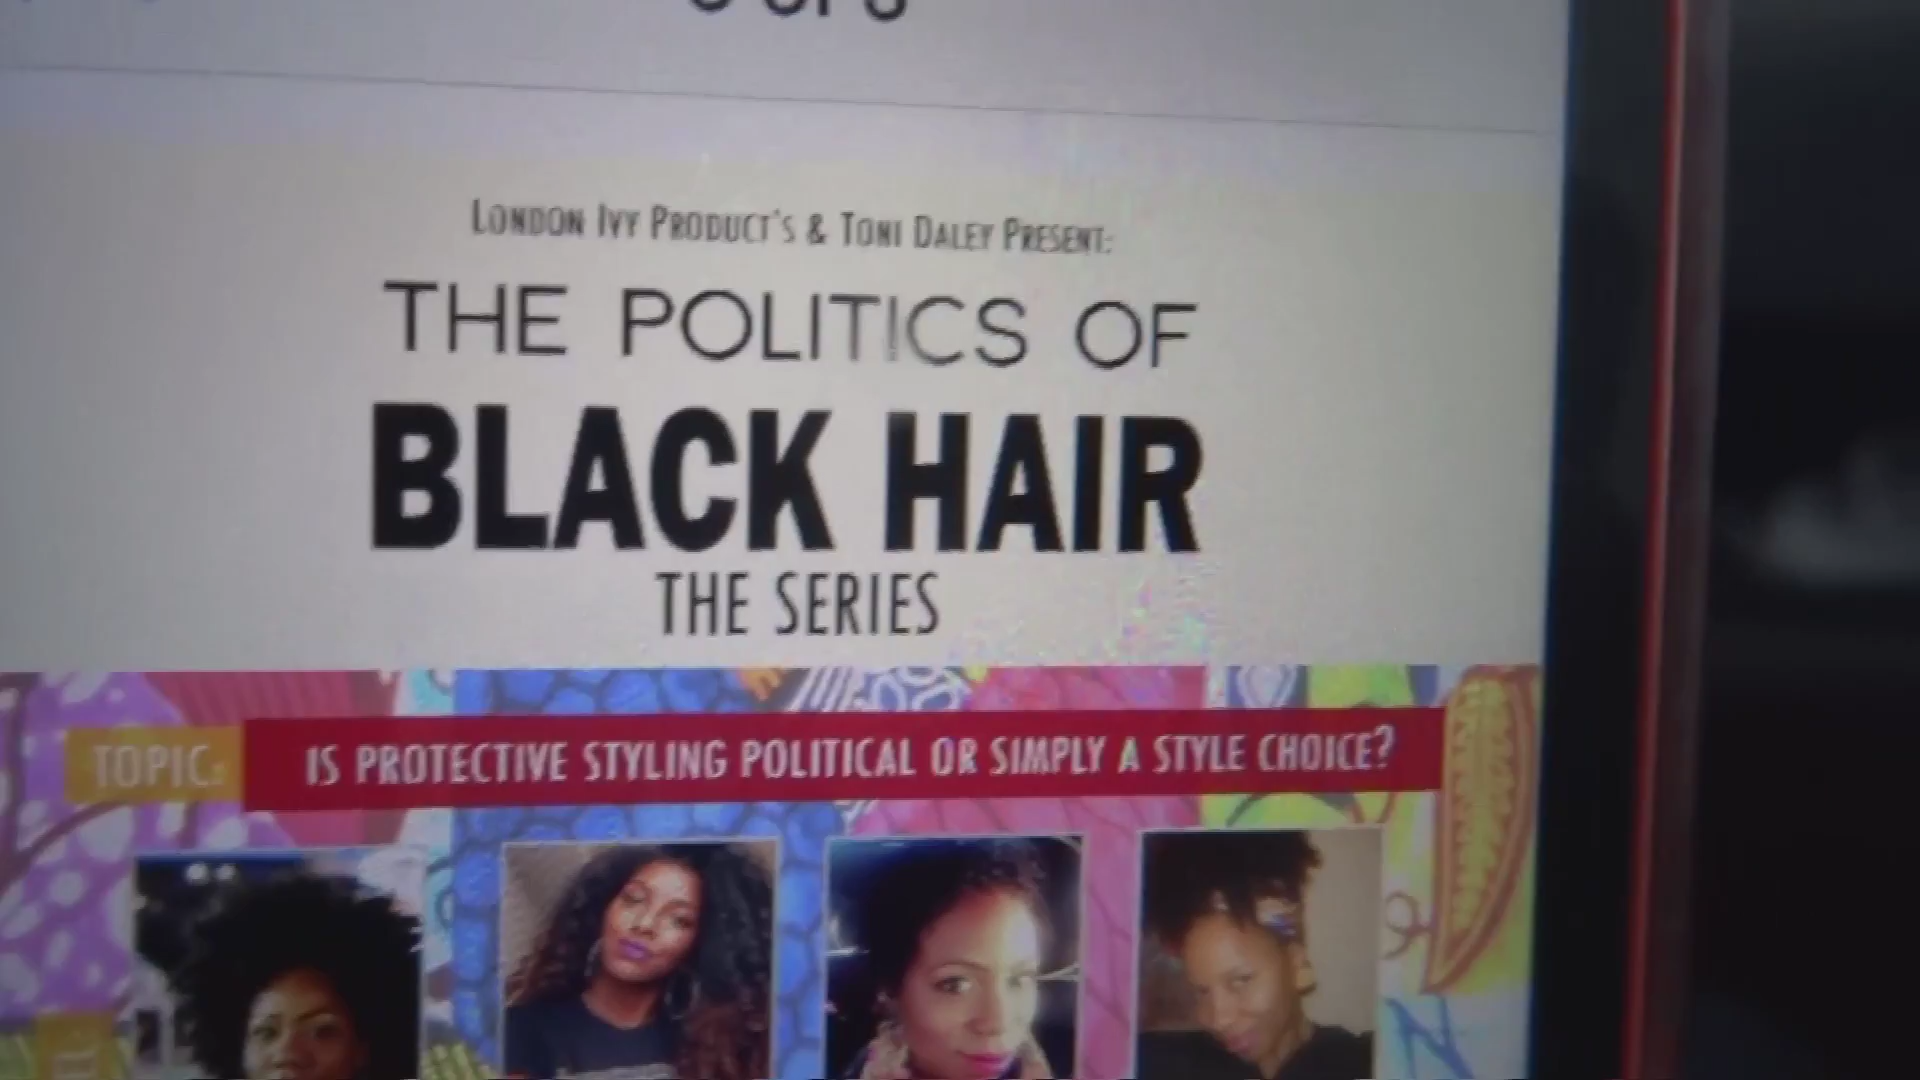 LONDON IVY PRODUCT'S & TONI DALEY PRESENT:
THE POLITICS OF
BLACK HAIR
THE SERIES
TOPIC: IS PROTECTIVE STYLING POLITICAL OR SIMPLY A STYLE CHOICE?